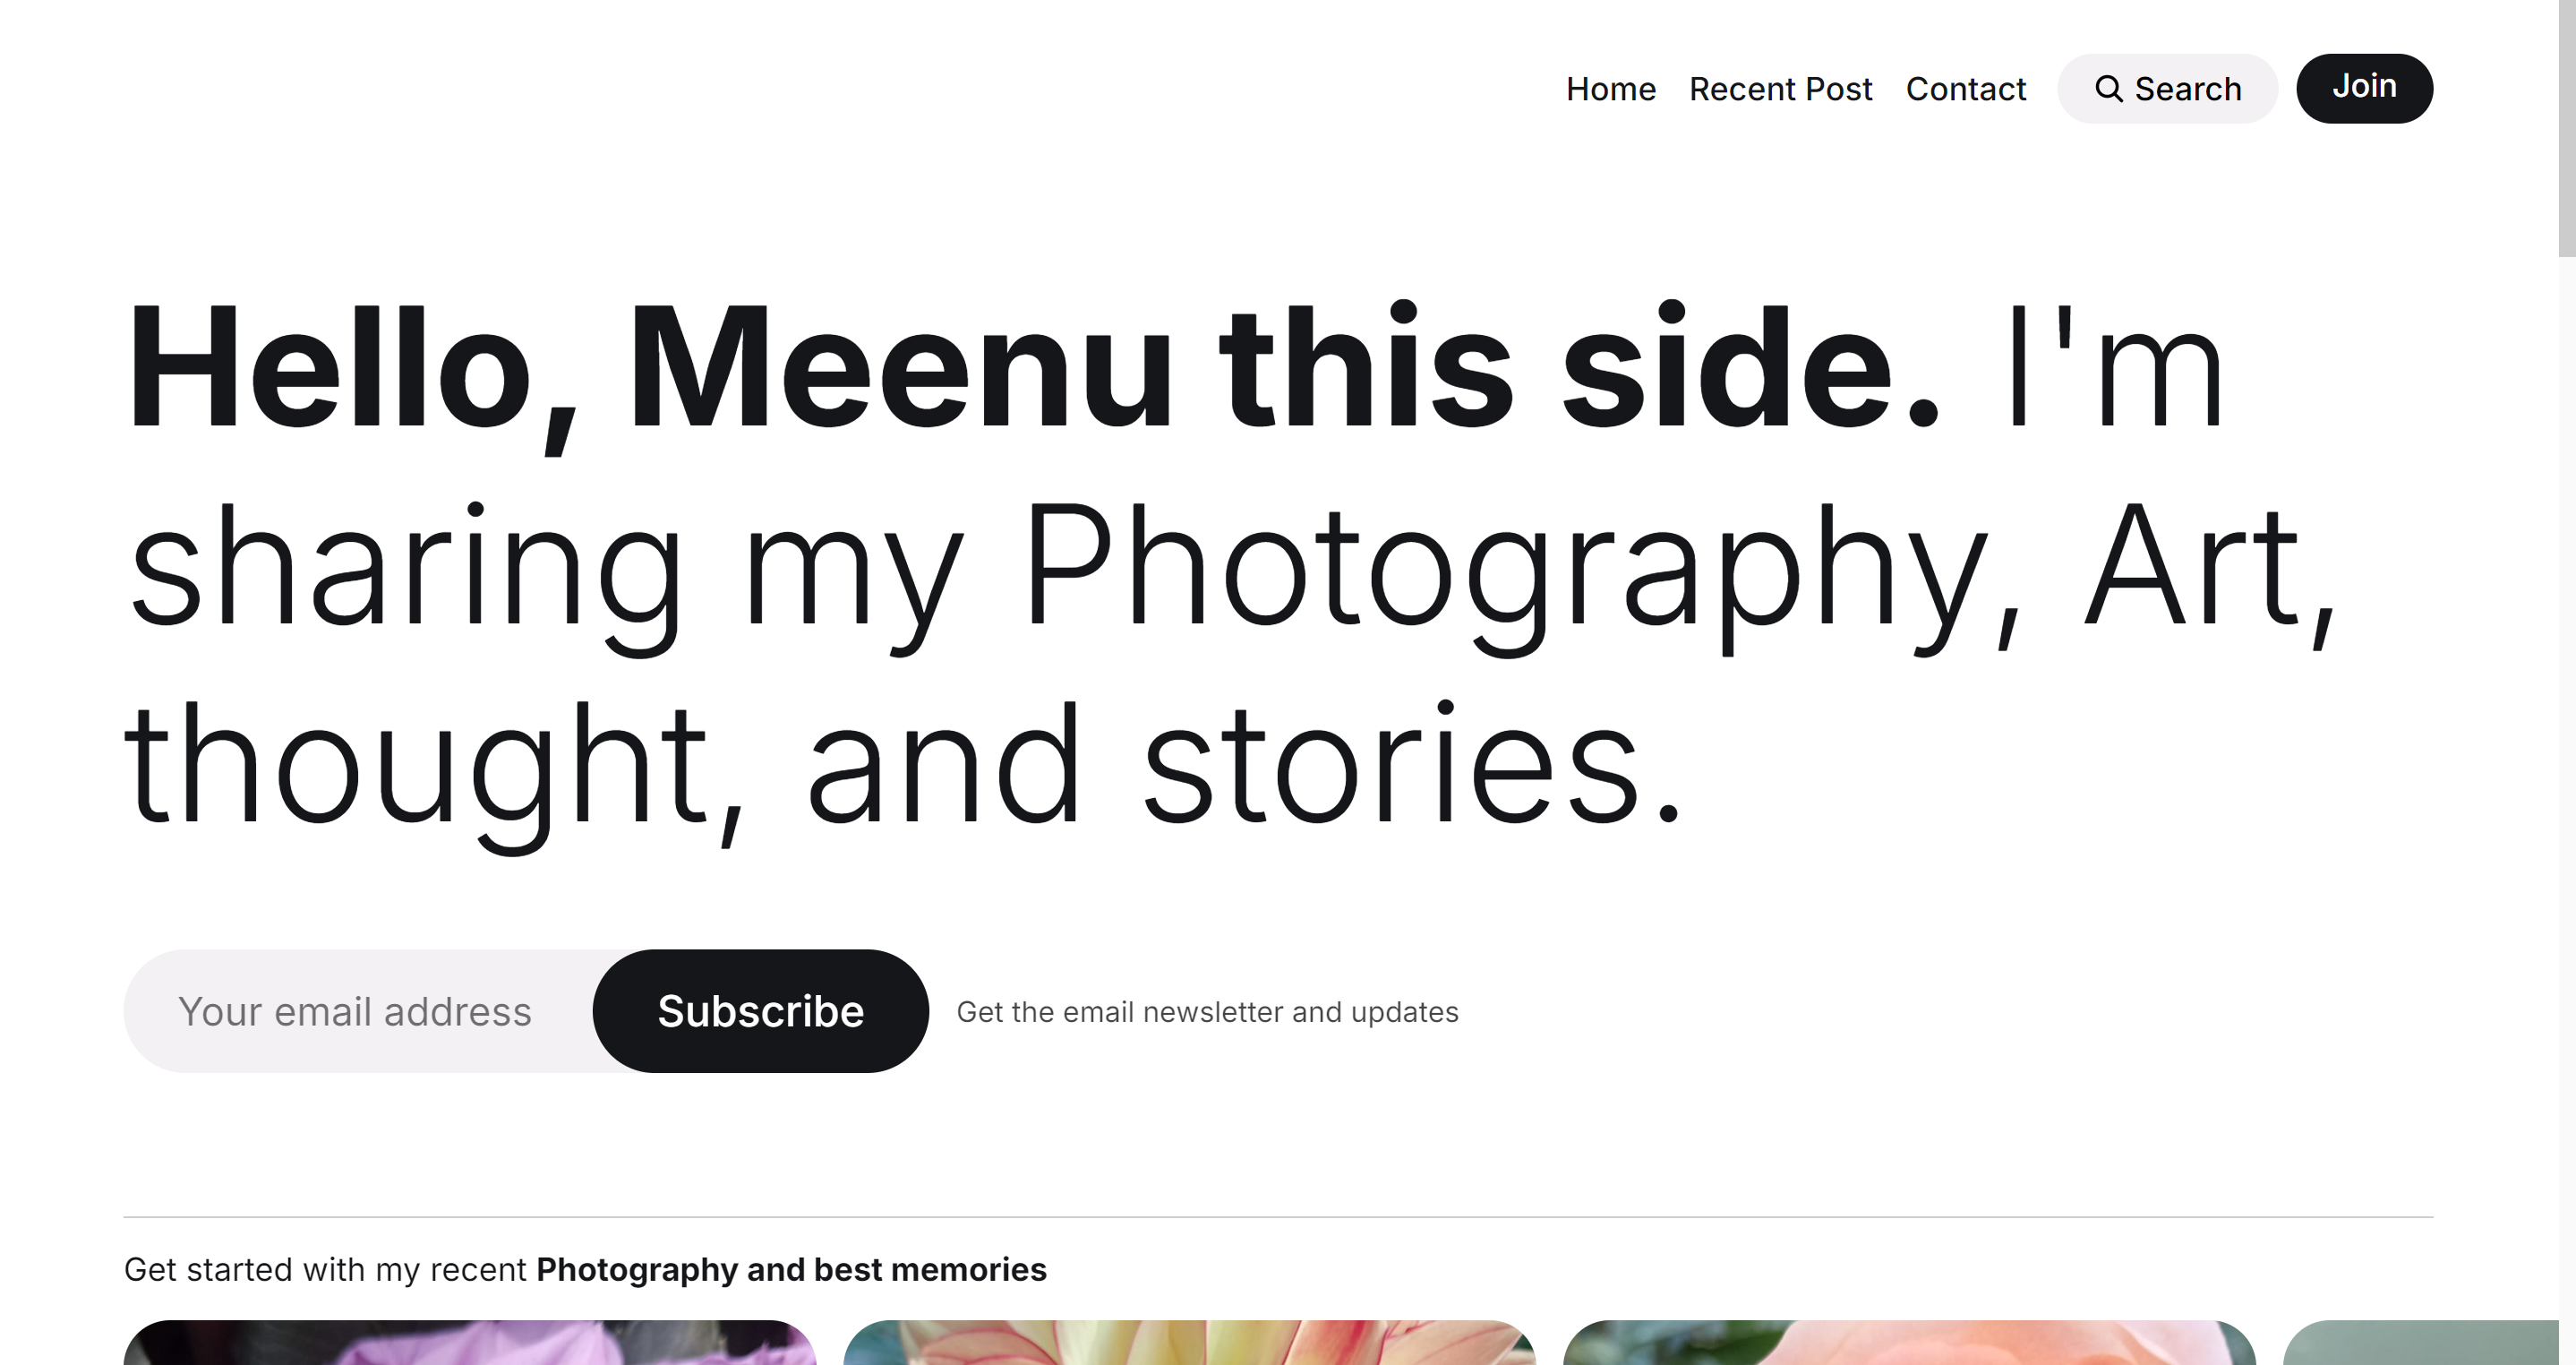 Home Recent Post Contact Search Join
Hello, Meenu this side. I'm
sharing my Photography, Art,
thought, and stories.
Your email address Subscribe Get the email newsletter and updates
Get started with my recent Photography and best memories